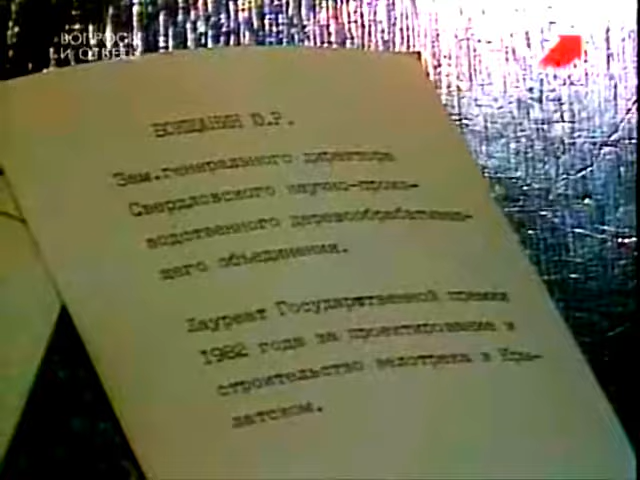 ВОПРОСЫ
И ОТВЕТЫ
Ю.Р.
Зам.генерального директора
Свердловского научно-произ-
водственного деревообрабатываю-
щего объединения.
Лауреат Государственной премии
1982 года за проектирование и
строительство велотрека в Кры-
латском.